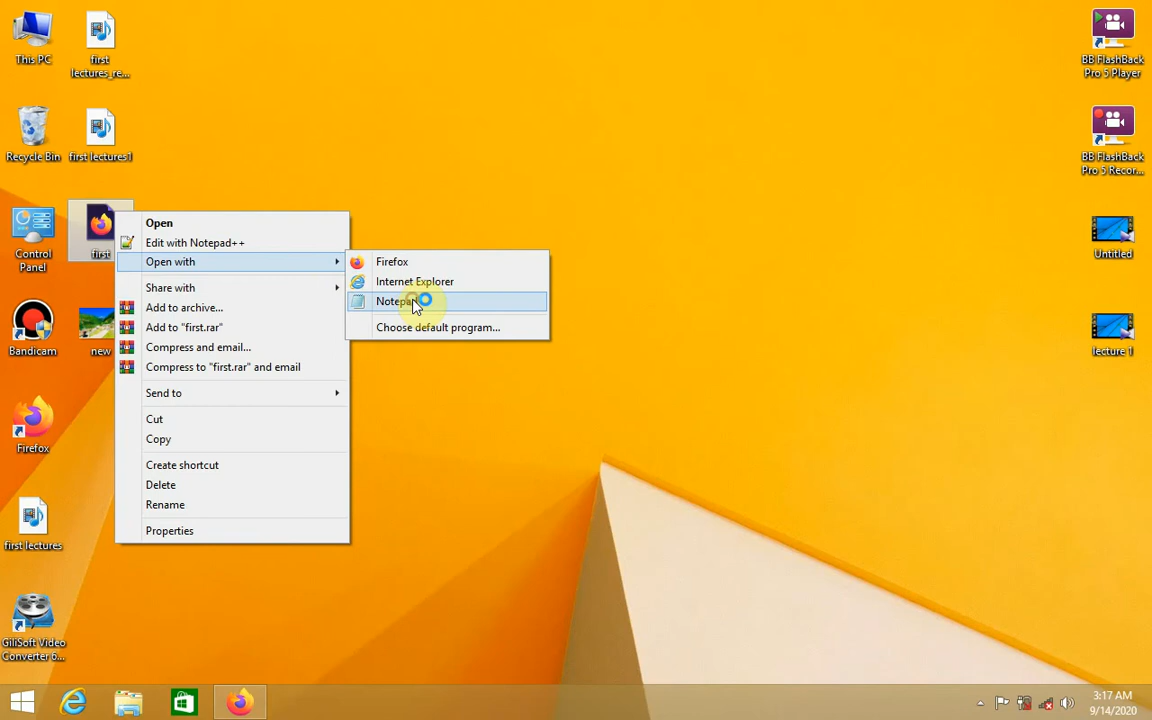 This PC
first
lectures_re...
Recycle Bin
first lectures1
Control
Panel
first
Bandicam
new
Firefox
first lectures
GiliSoft Video
Converter 6...
Open
Edit with Notepad++
Open with
Share with
Add to archive...
Add to "first.rar"
Compress and email...
Compress to "first.rar" and email
Send to
Cut
Copy
Create shortcut
Delete
Rename
Properties
Firefox
Internet Explorer
Notepad
Choose default program...
BB FlashBack
Pro 5 Player
BB FlashBack
Pro 5 Recor...
Untitled
lecture 1
3:17 AM
9/14/2020